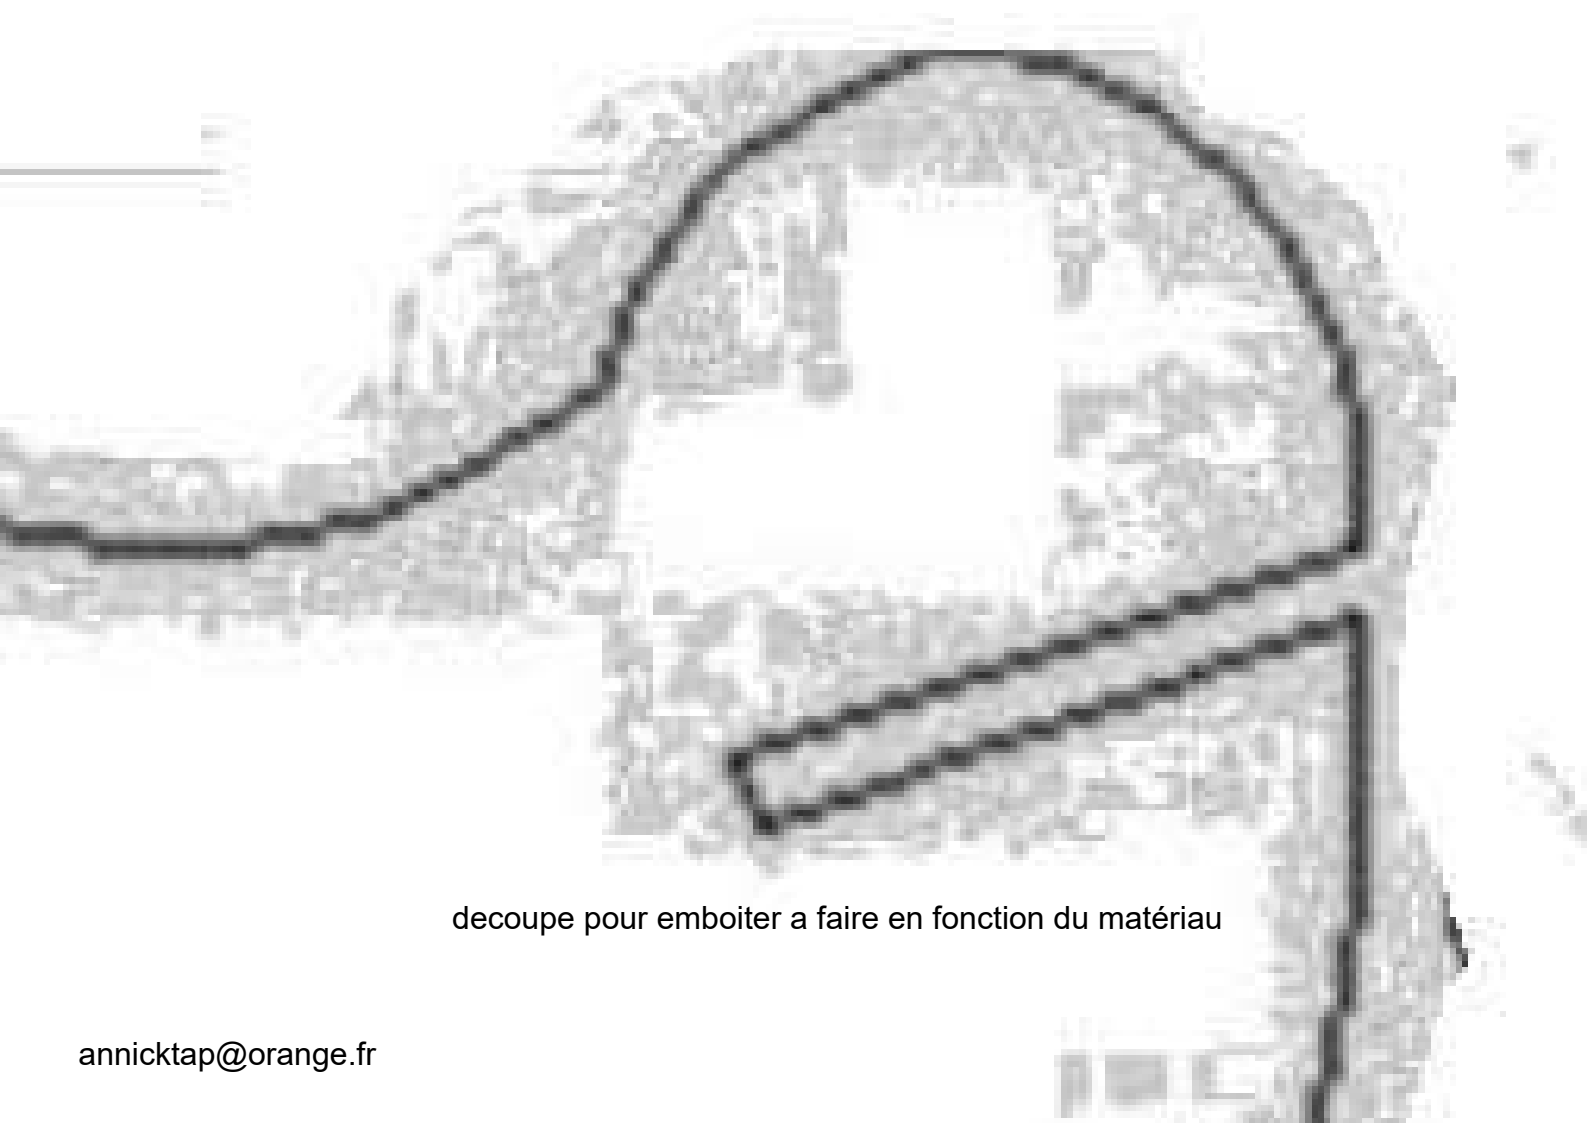 decoupe pour emboiter a faire en fonction du matériau
annicktap@orange.fr